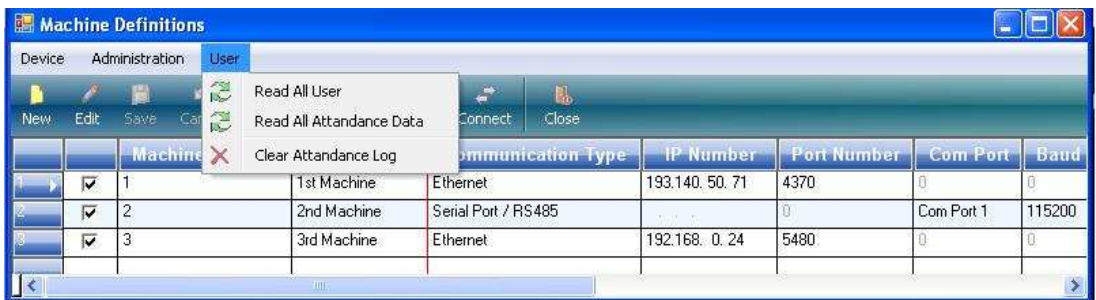 Machine Definitions
Device Administration User
Read All User
Read All Attandance Data
Clear Attandance Log
New Edit Save Connect Close
Machine Communication Type IP Number Port Number Com Port Baud
1 1 1st Machine Ethernet 193.140. 50. 71 4370 0 0
2 2 2nd Machine Serial Port / RS485 . . . 0 Com Port 1 115200
3 3 3rd Machine Ethernet 192.168. 0. 24 5480 0 0